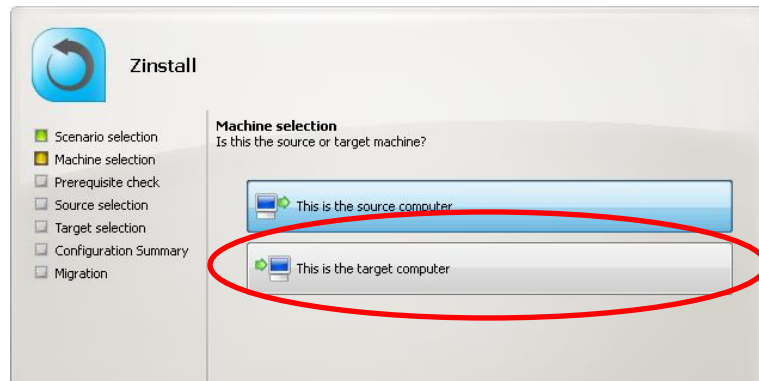 Zinstall
Scenario selection
Machine selection
Prerequisite check
Source selection
Target selection
Configuration Summary
Migration
Machine selection
Is this the source or target machine?
This is the source computer
This is the target computer